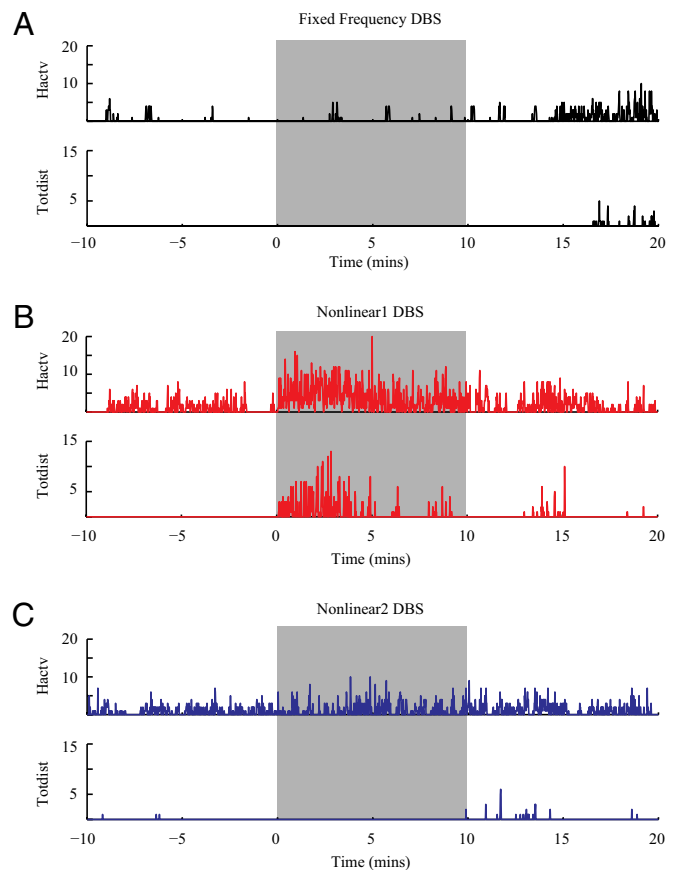 A
Fixed Frequency DBS
20
10
Hactv
15
5
Totdist
−10 −5 0 5 10 15 20
Time (mins)
B
Nonlinear1 DBS
20
10
Hactv
15
5
Totdist
−10 −5 0 5 10 15 20
Time (mins)
C
Nonlinear2 DBS
20
10
Hactv
15
5
Totdist
−10 −5 0 5 10 15 20
Time (mins)